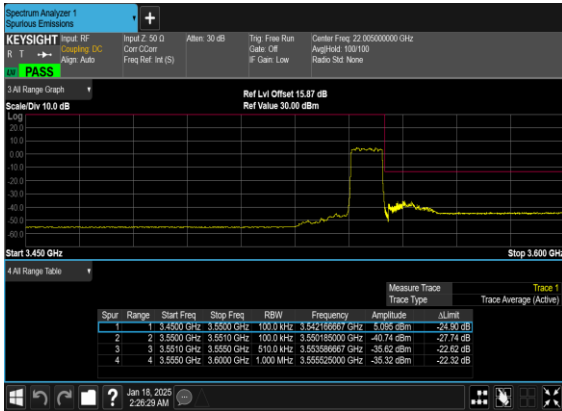 Spectrum Analyzer 1
Spurious Emissions
KEYSIGHT Input: RF Input Z: 50 Ω Atten: 30 dB Trig: Free Run Center Freq: 22.005000000 GHz
R T Coupling: DC Corr CCorr Gate: Off Avg|Hold: 100/100
Align: Auto Freq Ref: Int (S) IF Gain: Low Radio Std: None
PASS
3 All Range Graph
Ref Lvl Offset 15.87 dB
Scale/Div 10.0 dB Ref Value 30.00 dBm
Log
20.0
10.0
0.00
-10.0
-20.0
-30.0
-40.0
-50.0
-60.0
Start 3.450 GHz Stop 3.600 GHz
4 All Range Table
Measure Trace Trace 1
Trace Type Trace Average (Active)
Spur Range Start Freq Stop Freq RBW Frequency Amplitude ΔLimit
1 1 3.4500 GHz 3.5500 GHz 100.0 kHz 3.542166667 GHz 5.095 dBm -24.90 dB
2 2 3.5500 GHz 3.5510 GHz 100.0 kHz 3.550185000 GHz -40.74 dBm -27.74 dB
3 3 3.5510 GHz 3.5550 GHz 510.0 kHz 3.553586667 GHz -35.62 dBm -22.62 dB
4 4 3.5550 GHz 3.6000 GHz 1.000 MHz 3.555525000 GHz -35.32 dBm -22.32 dB
Jan 18, 2025
2:26:29 AM